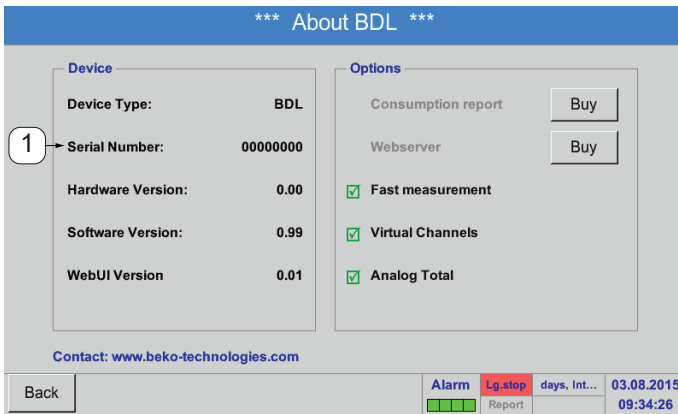 *** About BDL ***
Device
Device Type: BDL
1
Serial Number: 00000000
Hardware Version: 0.00
Software Version: 0.99
WebUI Version 0.01
Options
Consumption report Buy
Webserver Buy
Fast measurement
Virtual Channels
Analog Total
Contact: www.beko-technologies.com
Back
Alarm
Lg.stop
Report
days, Int...
03.08.2015
09:34:26